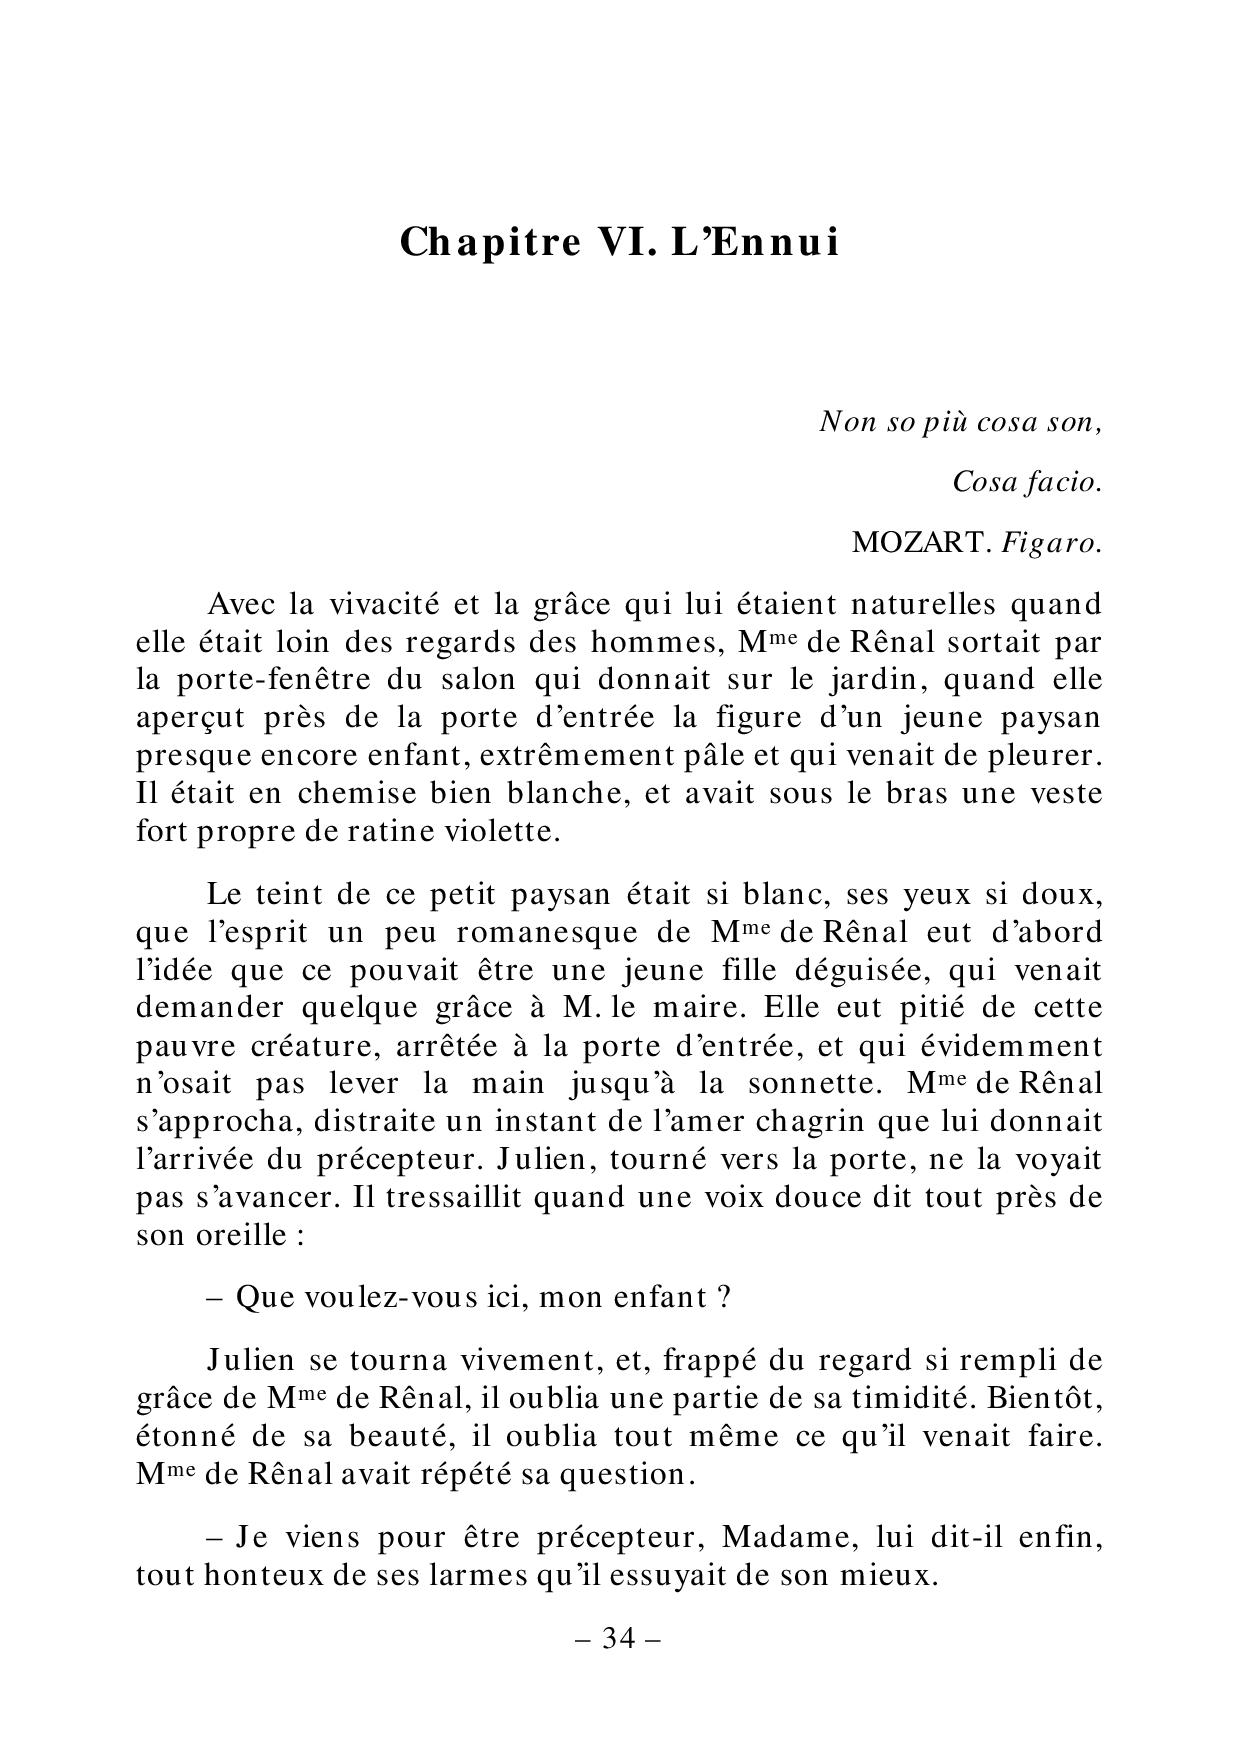 Chapitre VI. L’Ennui
Non so più cosa son,
Cosa facio.
MOZART. Figaro.
Avec la vivacité et la grâce qui lui étaient naturelles quand
elle était loin des regards des hommes, Mme de Rênal sortait par
la porte-fenêtre du salon qui donnait sur le jardin, quand elle
aperçut près de la porte d’entrée la figure d’un jeune paysan
presque encore enfant, extrêmement pâle et qui venait de pleurer.
Il était en chemise bien blanche, et avait sous le bras une veste
fort propre de ratine violette.
Le teint de ce petit paysan était si blanc, ses yeux si doux,
que l’esprit un peu romanesque de Mme de Rênal eut d’abord
l’idée que ce pouvait être une jeune fille déguisée, qui venait
demander quelque grâce à M. le maire. Elle eut pitié de cette
pauvre créature, arrêtée à la porte d’entrée, et qui évidemment
n’osait pas lever la main jusqu’à la sonnette. Mme de Rênal
s’approcha, distraite un instant de l’amer chagrin que lui donnait
l’arrivée du précepteur. Julien, tourné vers la porte, ne la voyait
pas s’avancer. Il tressaillit quand une voix douce dit tout près de
son oreille :
– Que voulez-vous ici, mon enfant ?
Julien se tourna vivement, et, frappé du regard si rempli de
grâce de Mme de Rênal, il oublia une partie de sa timidité. Bientôt,
étonné de sa beauté, il oublia tout même ce qu’il venait faire.
Mme de Rênal avait répété sa question.
– Je viens pour être précepteur, Madame, lui dit-il enfin,
tout honteux de ses larmes qu’il essuyait de son mieux.
– 34 –